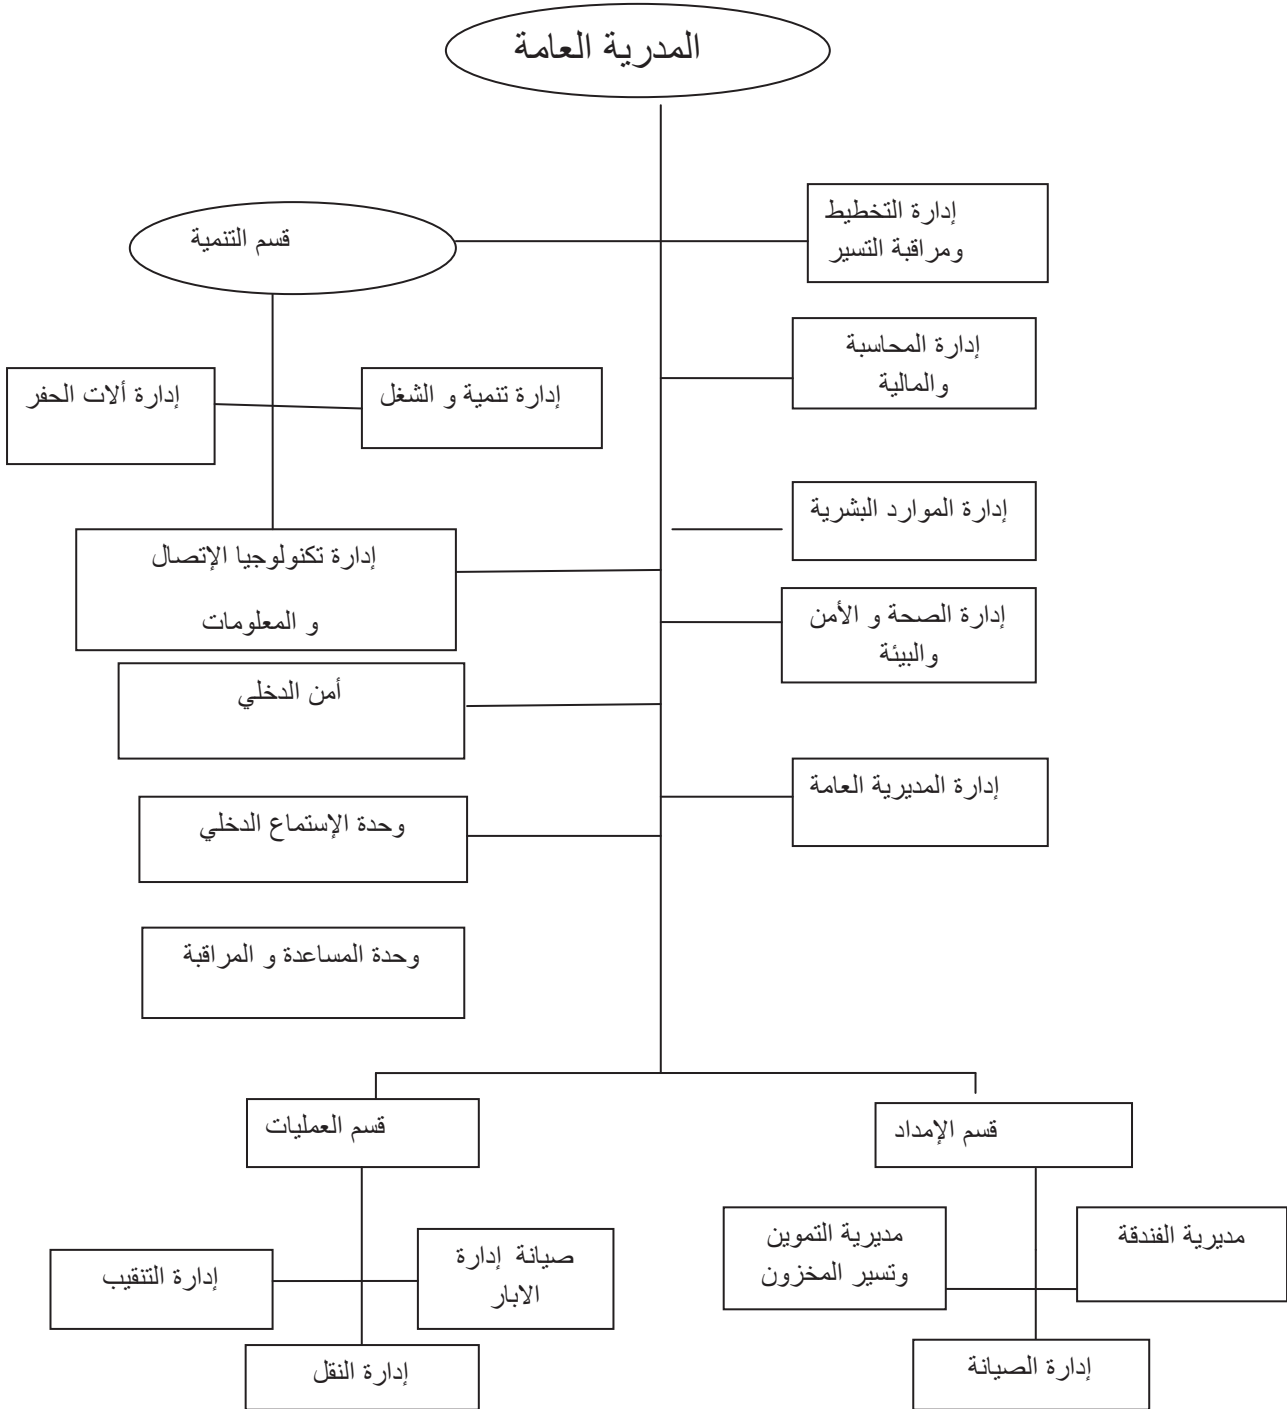 المدرية العامة
إدارة التخطيط
ومراقبة التسير
قسم التنمية
إدارة المحاسبة
والمالية
إدارة تنمية و الشغل
إدارة ألات الحفر
إدارة الموارد البشرية
إدارة تكنولوجيا الإتصال
و المعلومات
إدارة الصحة و الأمن
والبيئة
أمن الدخلي
إدارة المديرية العامة
وحدة الإستماع الدخلي
وحدة المساعدة و المراقبة
قسم الإمداد
قسم العمليات
مديرية الفندقة
مديرية التموين
وتسير المخزون
صيانة إدارة
الابار
إدارة التنقيب
إدارة الصيانة
إدارة النقل